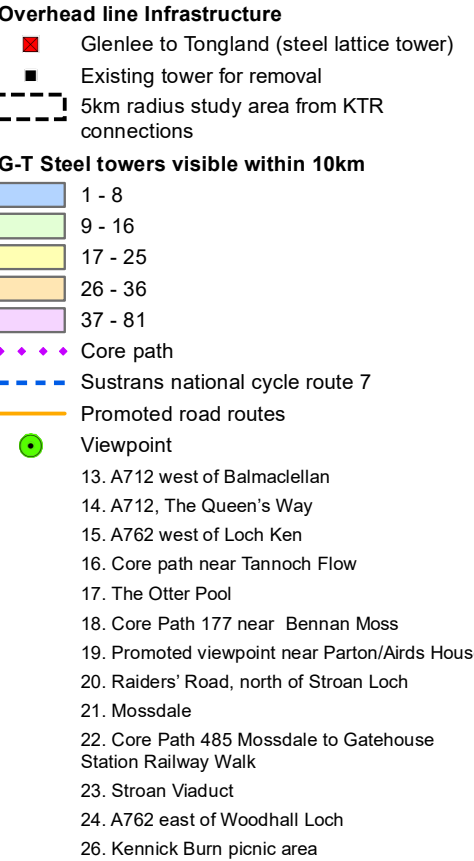 Overhead line Infrastructure
Glenlee to Tongland (steel lattice tower)
Existing tower for removal
5km radius study area from KTR
connections
G-T Steel towers visible within 10km
1 - 8
9 - 16
17 - 25
26 - 36
37 - 81
Core path
Sustrans national cycle route 7
Promoted road routes
Viewpoint
13. A712 west of Balmaclellan
14. A712, The Queen's Way
15. A762 west of Loch Ken
16. Core path near Tannoch Flow
17. The Otter Pool
18. Core Path 177 near  Bennan Moss
19. Promoted viewpoint near Parton/Airds Hous
20. Raiders' Road, north of Stroan Loch
21. Mossdale
22. Core Path 485 Mossdale to Gatehouse
Station Railway Walk
23. Stroan Viaduct
24. A762 east of Woodhall Loch
26. Kennick Burn picnic area